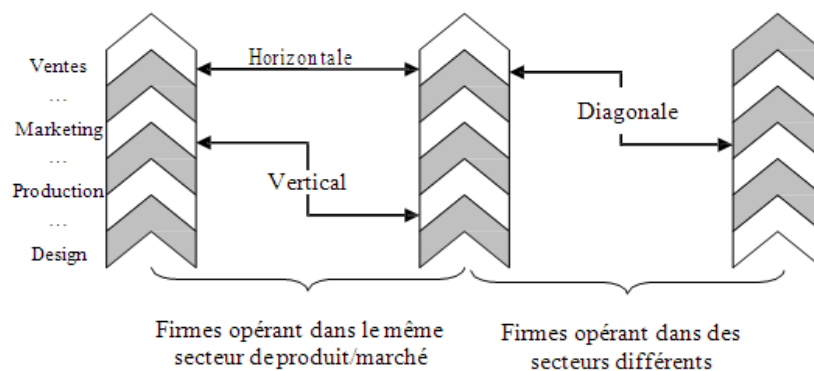 Ventes
Horizontale
...
Diagonale
Marketing
...
Vertical
Production
...
Design
Firmes opérant dans le même
secteur de produit/marché
Firmes opérant dans des
secteurs différents